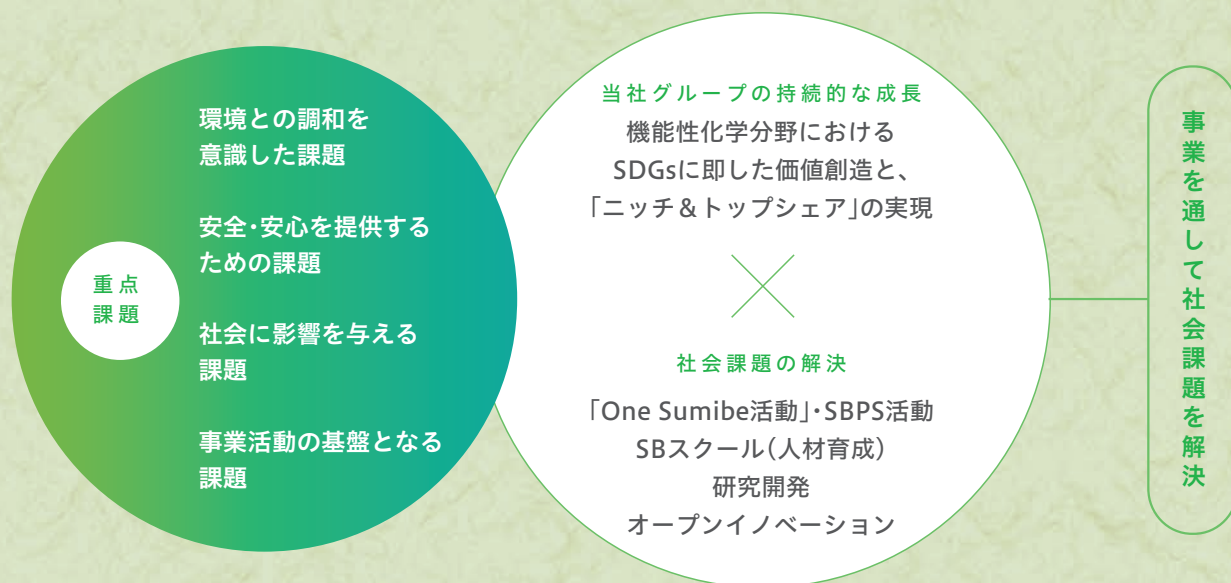 重点
課題
環境との調和を
意識した課題
安全・安心を提供する
ための課題
社会に影響を与える
課題
事業活動の基盤となる
課題
当社グループの持続的な成長
機能性化学分野における
SDGsに即した価値創造と、
「ニッチ＆トップシェア」の実現
社会課題の解決
「One Sumibe活動」・SBPS活動
SBスクール（人材育成）
研究開発
オープンイノベーション
事業を通して社会課題を解決